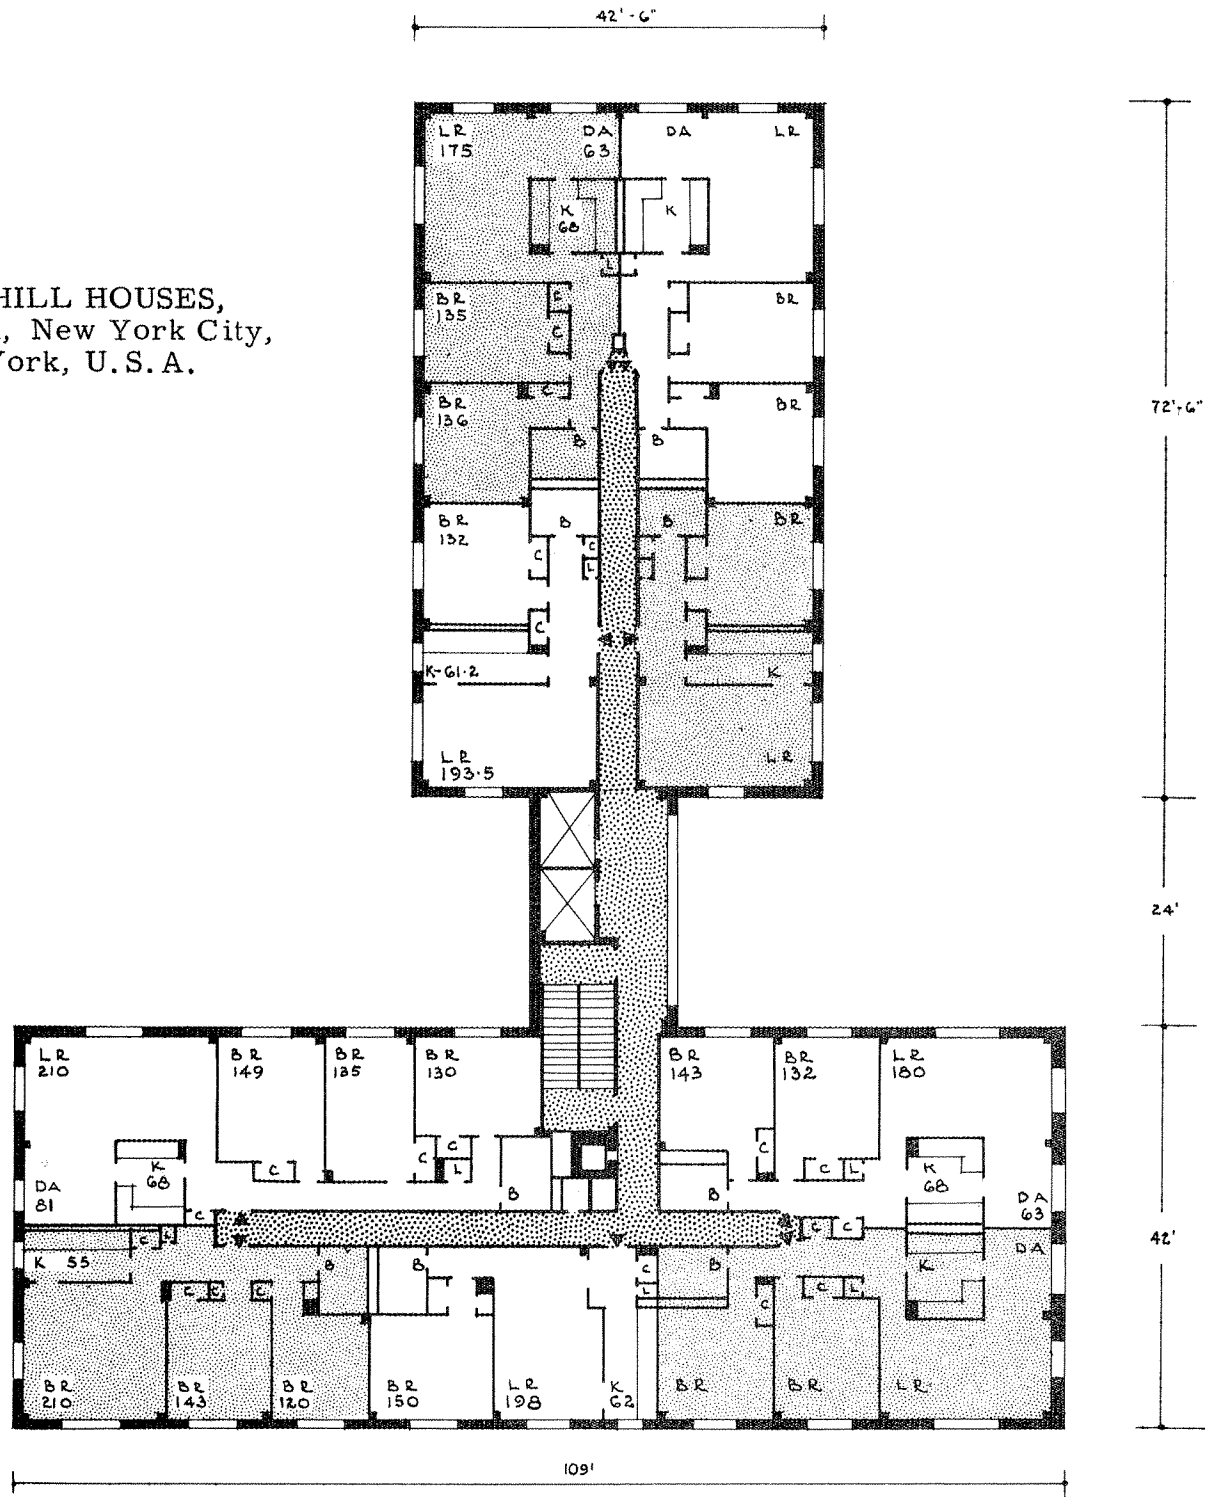 42'-6"
LR DA DA LR
175 63
K K
68
L
HILL HOUSES,
, New York City,
York, U.S.A.
BR C BR
135
C
72'-6"
BR C BR
136
B B
BR B B BR
132
C C
L
C
K-61.2 K
LR LR
193.5
24'
LR BR BR BR BR BR LR
210 149 135 130 143 132 180
C C C
K C L C L K
68 68
DA B B DA
81 63
C C C
42'
C L DA
K 55 B B C B K
C C C L C L
C
BR BR BR BR LR K BR BR LR
210 143 120 150 198 62
109'